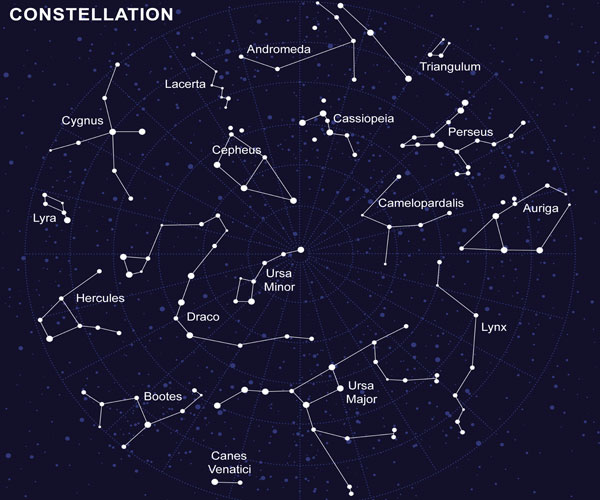 CONSTELLATION
Andromeda
Triangulum
Lacerta
Cygnus
Cassiopeia
Perseus
Cepheus
Camelopardalis
Auriga
Lyra
Ursa
Minor
Hercules
Draco
Lynx
Ursa
Major
Bootes
Canes
Venatici